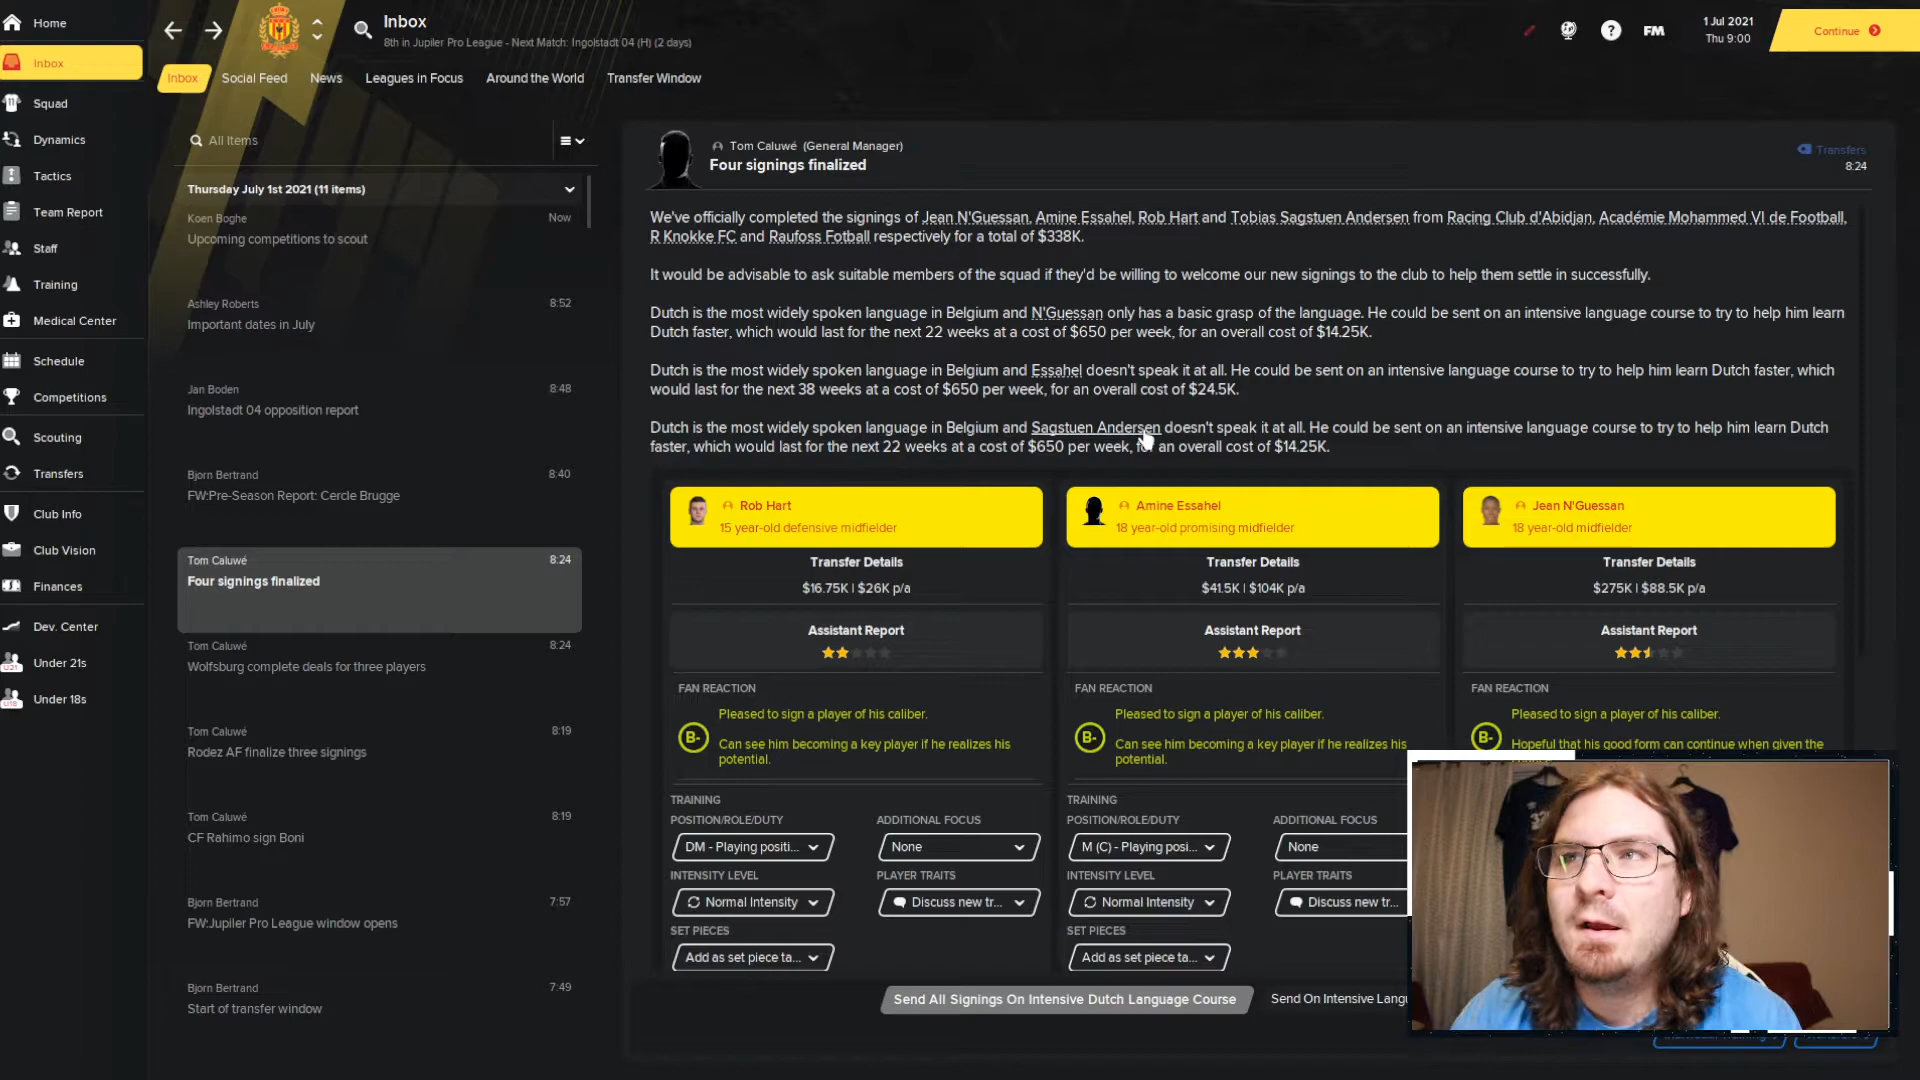 Home
Inbox
Squad
Dynamics
Tactics
Team Report
Staff
Training
Medical Center
Schedule
Competitions
Scouting
Transfers
Club Info
Club Vision
Finances
Dev. Center
Under 21s
Under 18s
Inbox
8th in Jupiler Pro League - Next Match: Ingolstadt 04 (H) (2 days)
FM
1 Jul 2021
Thu 9:00
Continue
Inbox Social Feed News Leagues in Focus Around the World Transfer Window
All Items
Thursday July 1st 2021 (11 items)
Koen Boghe Now
Upcoming competitions to scout
Ashley Roberts 8:52
Important dates in July
Jan Boden 8:48
Ingolstadt 04 opposition report
Bjorn Bertrand 8:40
FW:Pre-Season Report: Cercle Brugge
Tom Caluwé 8:24
Four signings finalized
Tom Caluwé 8:24
Wolfsburg complete deals for three players
Tom Caluwé 8:19
Rodez AF finalize three signings
Tom Caluwé 8:19
CF Rahimo sign Boni
Bjorn Bertrand 7:57
FW:Jupiler Pro League window opens
Bjorn Bertrand 7:49
Start of transfer window
Tom Caluwé (General Manager)
Four signings finalized
Transfers
8:24
We've officially completed the signings of Jean N'Guessan, Amine Essahel, Rob Hart and Tobias Sagstuen Andersen from Racing Club d'Abidjan, Académie Mohammed VI de Football,
R Knokke FC and Raufoss Fotball respectively for a total of $338K.
It would be advisable to ask suitable members of the squad if they'd be willing to welcome our new signings to the club to help them settle in successfully.
Dutch is the most widely spoken language in Belgium and N'Guessan only has a basic grasp of the language. He could be sent on an intensive language course to try to help him learn
Dutch faster, which would last for the next 22 weeks at a cost of $650 per week, for an overall cost of $14.25K.
Dutch is the most widely spoken language in Belgium and Essahel doesn't speak it at all. He could be sent on an intensive language course to try to help him learn Dutch faster, which
would last for the next 38 weeks at a cost of $650 per week, for an overall cost of $24.5K.
Dutch is the most widely spoken language in Belgium and Sagstuen Andersen doesn't speak it at all. He could be sent on an intensive language course to try to help him learn Dutch
faster, which would last for the next 22 weeks at a cost of $650 per week, for an overall cost of $14.25K.
Rob Hart
15 year-old defensive midfielder
Transfer Details
$16.75K | $26K p/a
Assistant Report
FAN REACTION
B-
Pleased to sign a player of his caliber.
Can see him becoming a key player if he realizes his
potential.
TRAINING
POSITION/ROLE/DUTY ADDITIONAL FOCUS
DM - Playing positi... None
INTENSITY LEVEL PLAYER TRAITS
Normal Intensity Discuss new tr...
SET PIECES
Add as set piece ta...
Amine Essahel
18 year-old promising midfielder
Transfer Details
$41.5K | $104K p/a
Assistant Report
FAN REACTION
B-
Pleased to sign a player of his caliber.
Can see him becoming a key player if he realizes his
potential.
TRAINING
POSITION/ROLE/DUTY ADDITIONAL FOCUS
M (C) - Playing posi... None
INTENSITY LEVEL PLAYER TRAITS
Normal Intensity Discuss new tr...
SET PIECES
Add as set piece ta...
Jean N'Guessan
18 year-old midfielder
Transfer Details
$275K | $88.5K p/a
Assistant Report
FAN REACTION
B-
Pleased to sign a player of his caliber.
Hopeful that his good form can continue when given the
Send All Signings On Intensive Dutch Language Course
Send On Intensive Langu